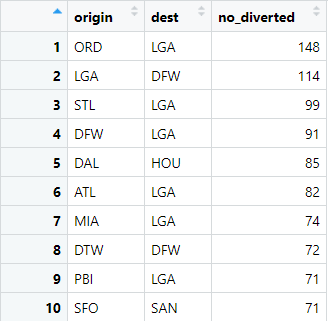 origin dest no_diverted
1 ORD LGA 148
2 LGA DFW 114
3 STL LGA 99
4 DFW LGA 91
5 DAL HOU 85
6 ATL LGA 82
7 MIA LGA 74
8 DTW DFW 72
9 PBI LGA 71
10 SFO SAN 71